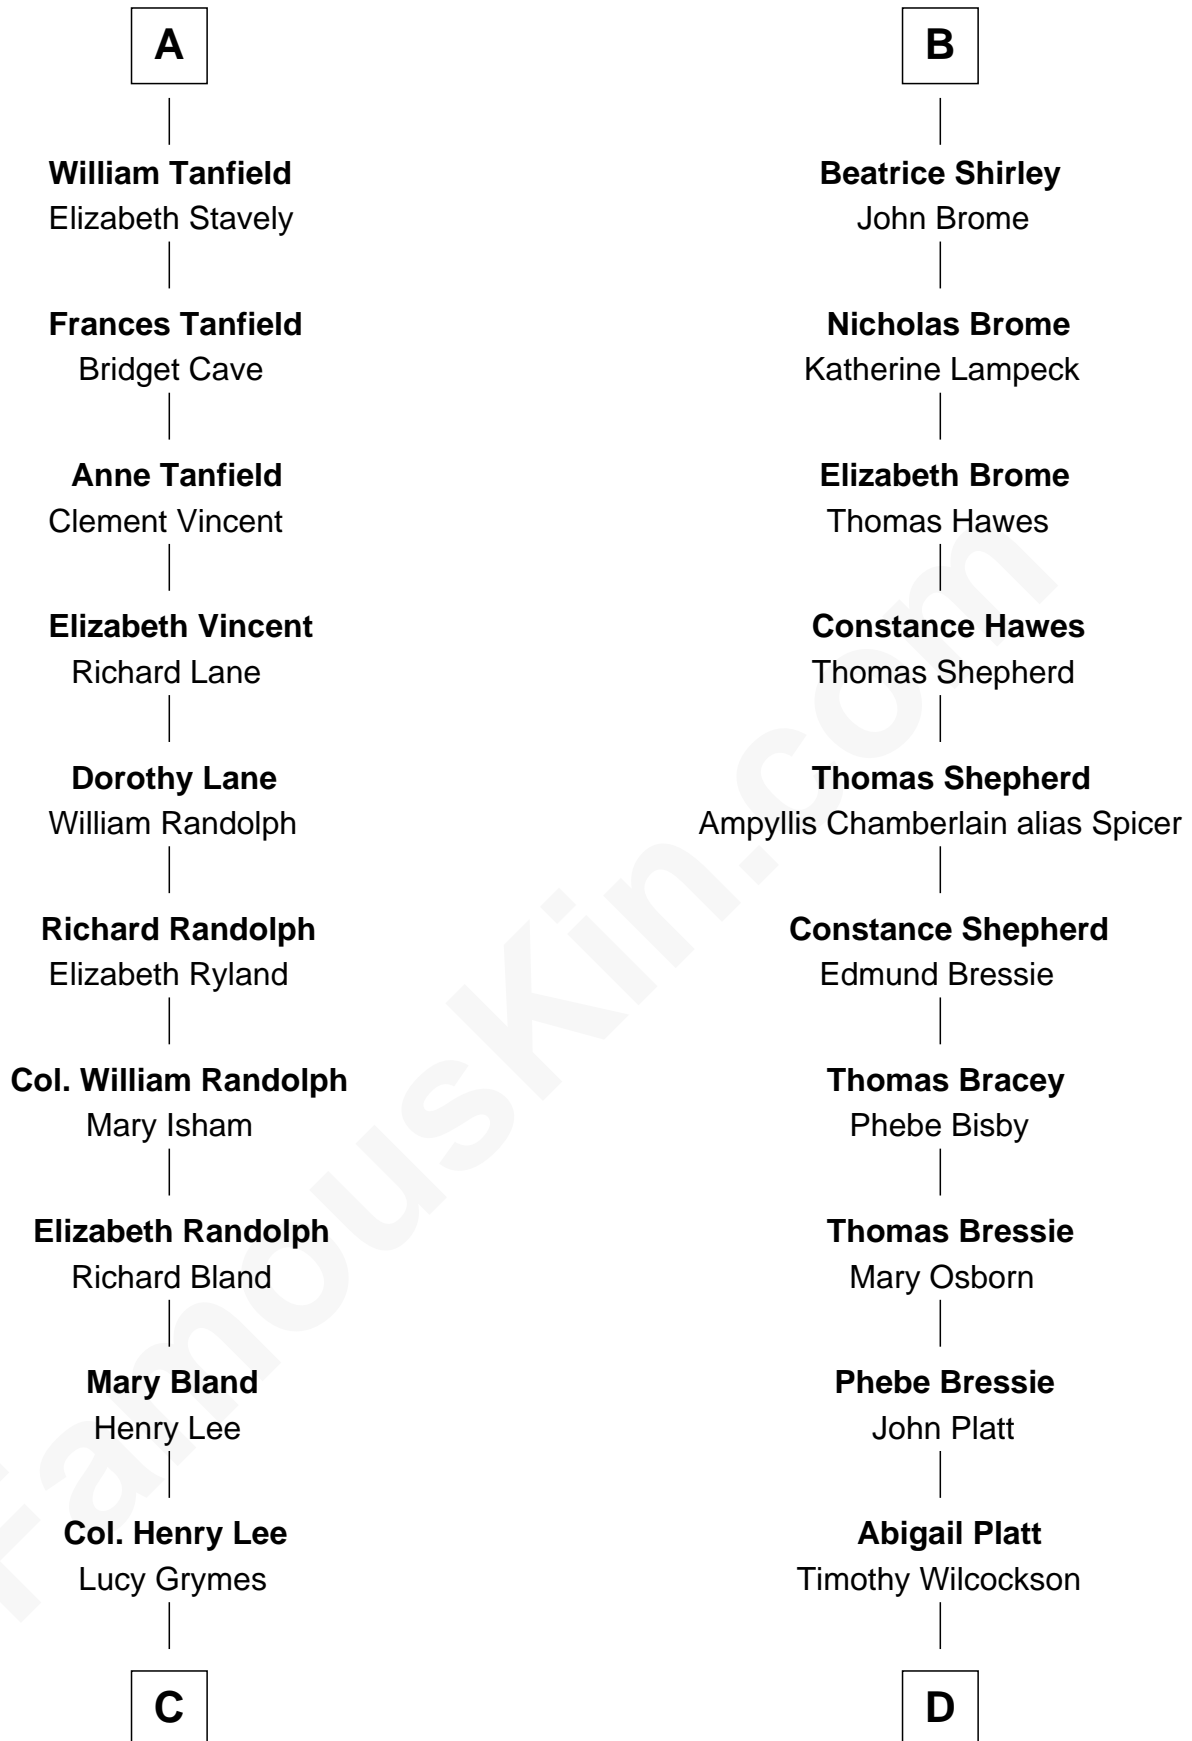 A
William Tanfield
Elizabeth Stavely
Frances Tanfield
Bridget Cave
Anne Tanfield
Clement Vincent
Elizabeth Vincent
Richard Lane
Dorothy Lane
William Randolph
Richard Randolph
Elizabeth Ryland
Col. William Randolph
Mary Isham
Elizabeth Randolph
Richard Bland
Mary Bland
Henry Lee
Col. Henry Lee
Lucy Grymes
C
B
Beatrice Shirley
John Brome
Nicholas Brome
Katherine Lampeck
Elizabeth Brome
Thomas Hawes
Constance Hawes
Thomas Shepherd
Thomas Shepherd
Ampyllis Chamberlain alias Spicer
Constance Shepherd
Edmund Bressie
Thomas Bracey
Phebe Bisby
Thomas Bressie
Mary Osborn
Phebe Bressie
John Platt
Abigail Platt
Timothy Wilcockson
D
FamousKin.com